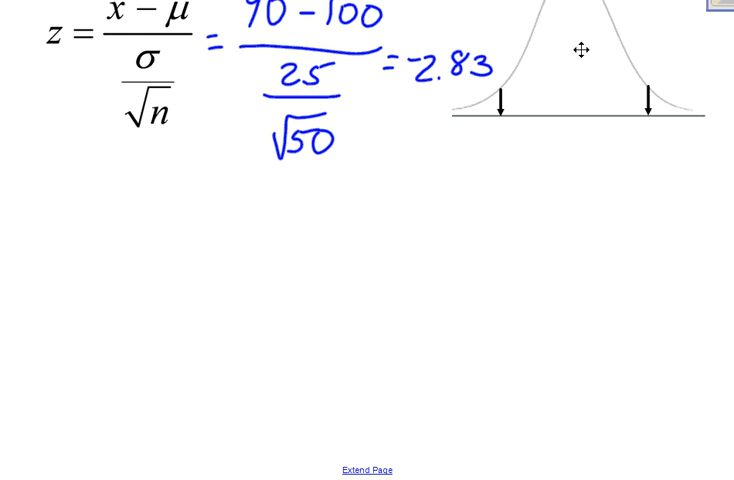 z = (x − μ) / (σ / √n) = (90 − 100) / (25 / √50) = -2.83
Extend Page